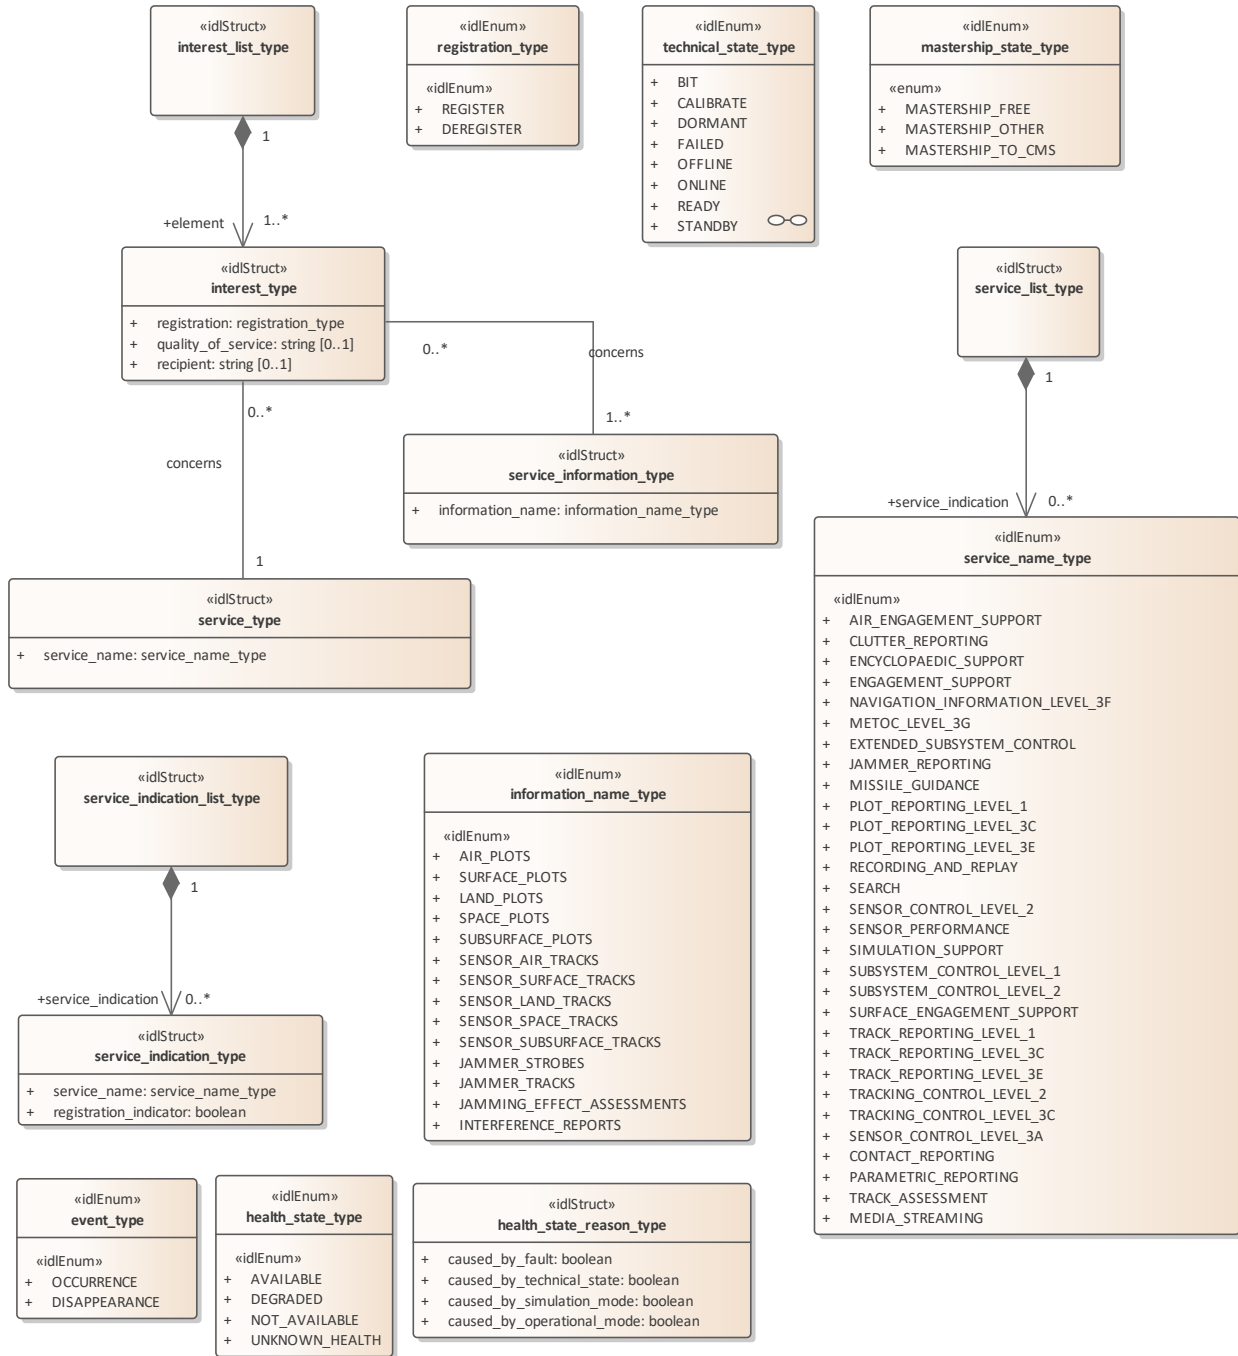 «idlStruct»
interest_list_type
1
+element
1..*
«idlEnum»
registration_type
«idlEnum»
+ REGISTER
+ DEREGISTER
«idlEnum»
technical_state_type
+ BIT
+ CALIBRATE
+ DORMANT
+ FAILED
+ OFFLINE
+ ONLINE
+ READY
+ STANDBY
«idlEnum»
mastership_state_type
«enum»
+ MASTERSHIP_FREE
+ MASTERSHIP_OTHER
+ MASTERSHIP_TO_CMS
«idlStruct»
interest_type
+ registration: registration_type
+ quality_of_service: string [0..1]
+ recipient: string [0..1]
0..*
concerns
1..*
0..*
concerns
1
«idlStruct»
service_information_type
+ information_name: information_name_type
«idlStruct»
service_type
+ service_name: service_name_type
«idlStruct»
service_list_type
1
+service_indication
0..*
«idlEnum»
service_name_type
«idlEnum»
+ AIR_ENGAGEMENT_SUPPORT
+ CLUTTER_REPORTING
+ ENCYCLOPAEDIC_SUPPORT
+ ENGAGEMENT_SUPPORT
+ NAVIGATION_INFORMATION_LEVEL_3F
+ METOC_LEVEL_3G
+ EXTENDED_SUBSYSTEM_CONTROL
+ JAMMER_REPORTING
+ MISSILE_GUIDANCE
+ PLOT_REPORTING_LEVEL_1
+ PLOT_REPORTING_LEVEL_3C
+ PLOT_REPORTING_LEVEL_3E
+ RECORDING_AND_REPLAY
+ SEARCH
+ SENSOR_CONTROL_LEVEL_2
+ SENSOR_PERFORMANCE
+ SIMULATION_SUPPORT
+ SUBSYSTEM_CONTROL_LEVEL_1
+ SUBSYSTEM_CONTROL_LEVEL_2
+ SURFACE_ENGAGEMENT_SUPPORT
+ TRACK_REPORTING_LEVEL_1
+ TRACK_REPORTING_LEVEL_3C
+ TRACK_REPORTING_LEVEL_3E
+ TRACKING_CONTROL_LEVEL_2
+ TRACKING_CONTROL_LEVEL_3C
+ SENSOR_CONTROL_LEVEL_3A
+ CONTACT_REPORTING
+ PARAMETRIC_REPORTING
+ TRACK_ASSESSMENT
+ MEDIA_STREAMING
«idlStruct»
service_indication_list_type
1
+service_indication
0..*
«idlStruct»
service_indication_type
+ service_name: service_name_type
+ registration_indicator: boolean
«idlEnum»
information_name_type
«idlEnum»
+ AIR_PLOTS
+ SURFACE_PLOTS
+ LAND_PLOTS
+ SPACE_PLOTS
+ SUBSURFACE_PLOTS
+ SENSOR_AIR_TRACKS
+ SENSOR_SURFACE_TRACKS
+ SENSOR_LAND_TRACKS
+ SENSOR_SPACE_TRACKS
+ SENSOR_SUBSURFACE_TRACKS
+ JAMMER_STROBES
+ JAMMER_TRACKS
+ JAMMING_EFFECT_ASSESSMENTS
+ INTERFERENCE_REPORTS
«idlEnum»
event_type
«idlEnum»
+ OCCURRENCE
+ DISAPPEARANCE
«idlEnum»
health_state_type
«idlEnum»
+ AVAILABLE
+ DEGRADED
+ NOT_AVAILABLE
+ UNKNOWN_HEALTH
«idlStruct»
health_state_reason_type
+ caused_by_fault: boolean
+ caused_by_technical_state: boolean
+ caused_by_simulation_mode: boolean
+ caused_by_operational_mode: boolean